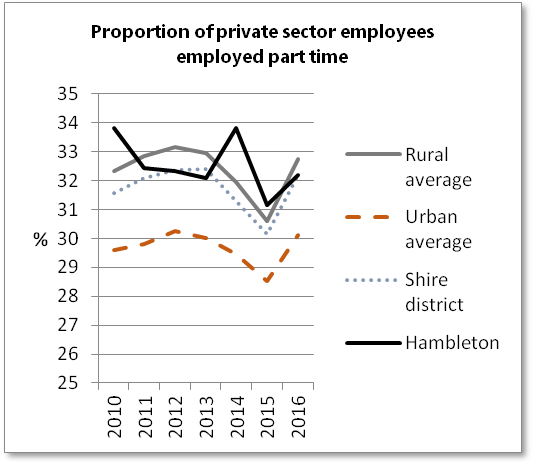 Proportion of private sector employees
employed part time
35
34
33
32
31
30
29
28
27
26
25
%
2010
2011
2012
2013
2014
2015
2016
Rural
average
Urban
average
Shire
district
Hambleton